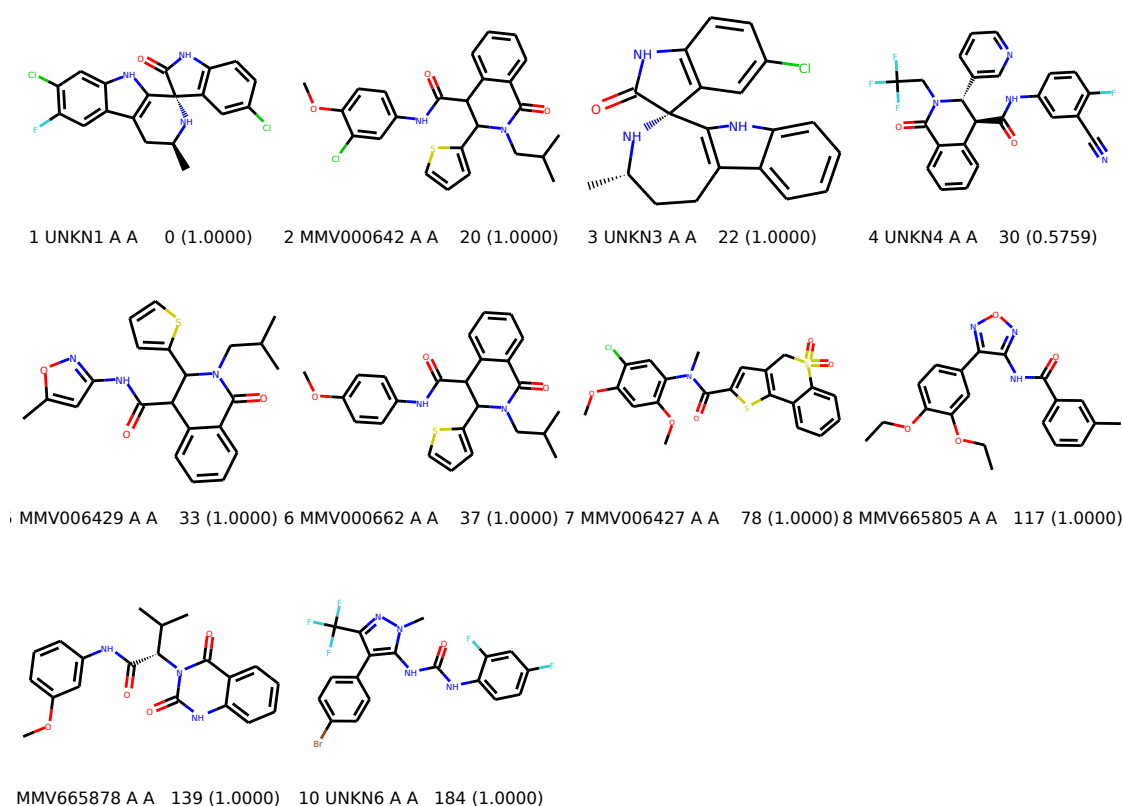 1 UNKN1 A A 0 (1.0000)
2 MMV000642 A A 20 (1.0000)
3 UNKN3 A A 22 (1.0000)
4 UNKN4 A A 30 (0.5759)
MMV006429 A A 33 (1.0000)
6 MMV000662 A A 37 (1.0000)
7 MMV006427 A A 78 (1.0000)
8 MMV665805 A A 117 (1.0000)
MMV665878 A A 139 (1.0000)
10 UNKN6 A A 184 (1.0000)